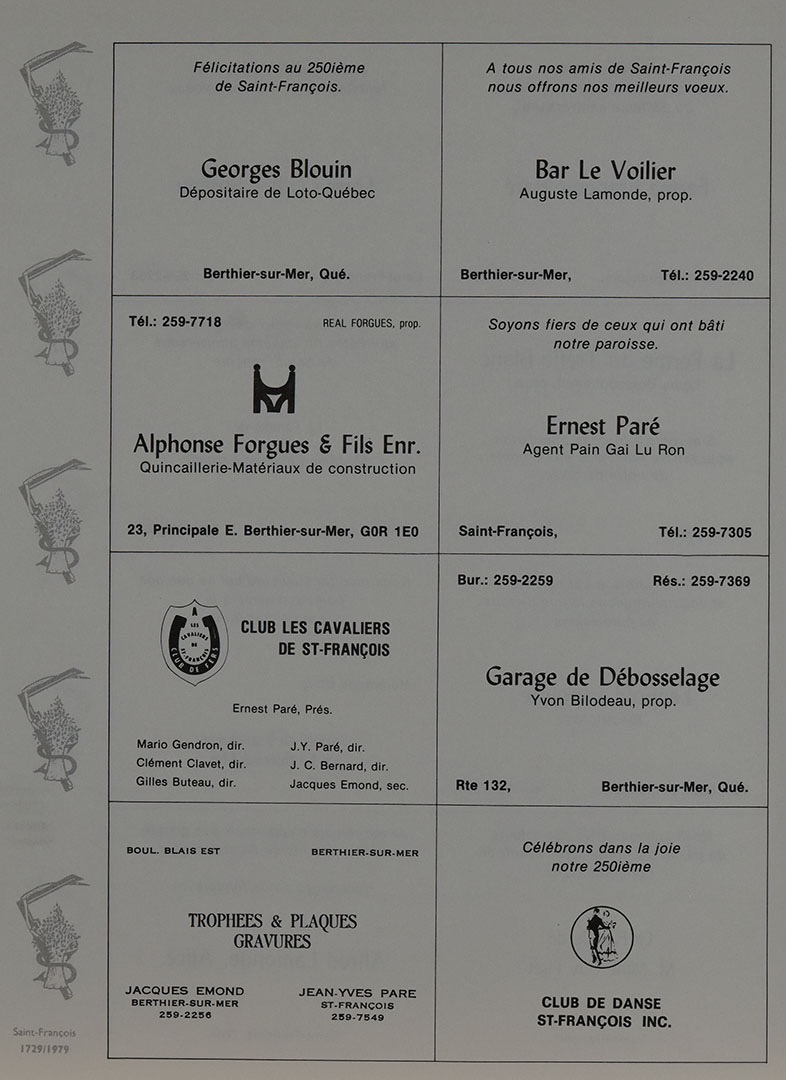 Félicitations au 250ième
de Saint-François.
Georges Blouin
Dépositaire de Loto-Québec
Berthier-sur-Mer, Qué.
A tous nos amis de Saint-François
nous offrons nos meilleurs voeux.
Bar Le Voilier
Auguste Lamonde, prop.
Berthier-sur-Mer, Tél.: 259-2240
Tél.: 259-7718 REAL FORGUES, prop.
Alphonse Forgues & Fils Enr.
Quincaillerie-Matériaux de construction
23, Principale E. Berthier-sur-Mer, G0R 1E0
Soyons fiers de ceux qui ont bâti
notre paroisse.
Ernest Paré
Agent Pain Gai Lu Ron
Saint-François, Tél.: 259-7305
A
LES
CAVALIERS
DE
ST-FRANÇOIS
CLUB DE FERS
CLUB LES CAVALIERS
DE ST-FRANÇOIS
Ernest Paré, Prés.
Mario Gendron, dir. J.Y. Paré, dir.
Clément Clavet, dir. J. C. Bernard, dir.
Gilles Buteau, dir. Jacques Emond, sec.
Bur.: 259-2259 Rés.: 259-7369
Garage de Débosselage
Yvon Bilodeau, prop.
Rte 132, Berthier-sur-Mer, Qué.
BOUL. BLAIS EST BERTHIER-SUR-MER
TROPHEES & PLAQUES
GRAVURES
JACQUES EMOND JEAN-YVES PARE
BERTHIER-SUR-MER ST-FRANÇOIS
259-2256 259-7549
Célébrons dans la joie
notre 250ième
CLUB DE DANSE
ST-FRANÇOIS INC.
Saint-François
1729/1979